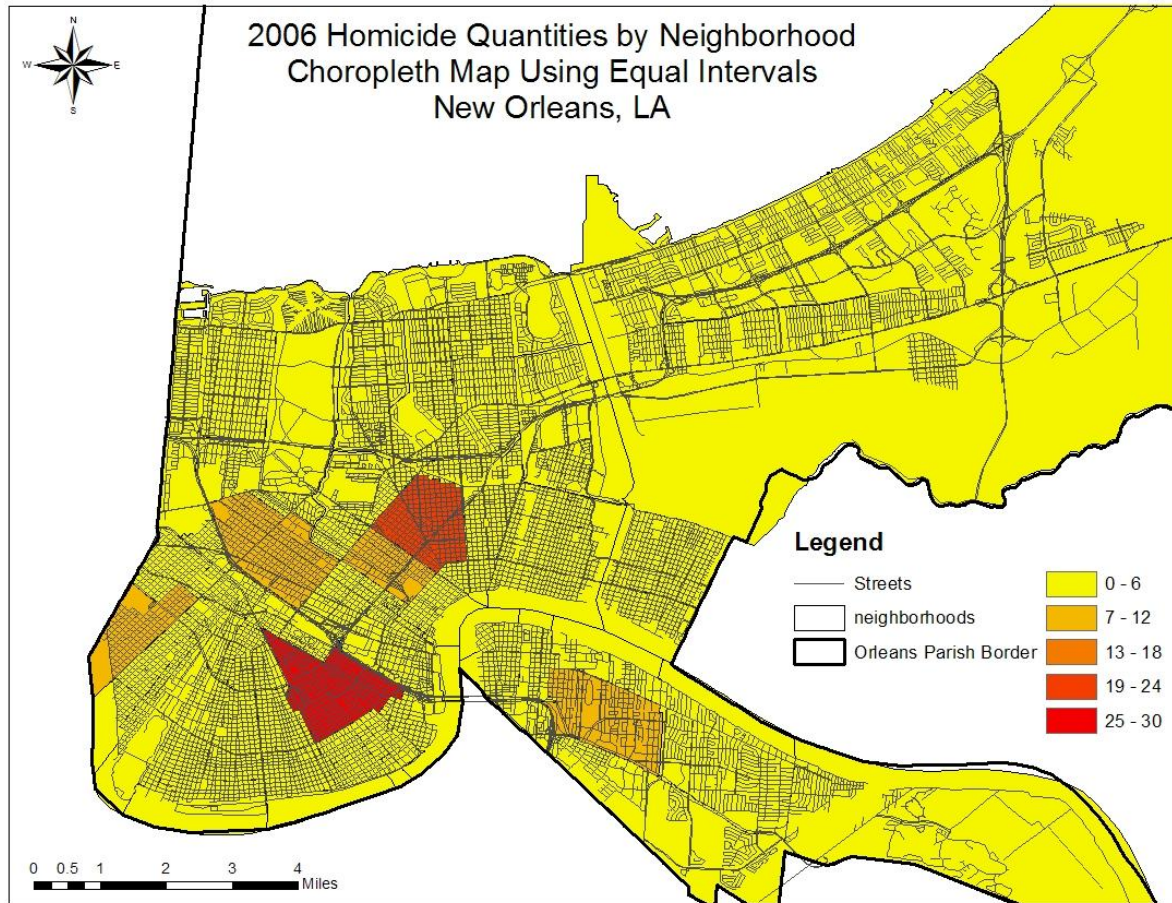 2006 Homicide Quantities by Neighborhood
Choropleth Map Using Equal Intervals
New Orleans, LA
N
W E
S
Legend
Streets
neighborhoods
Orleans Parish Border
0 - 6
7 - 12
13 - 18
19 - 24
25 - 30
0 0.5 1 2 3 4
Miles